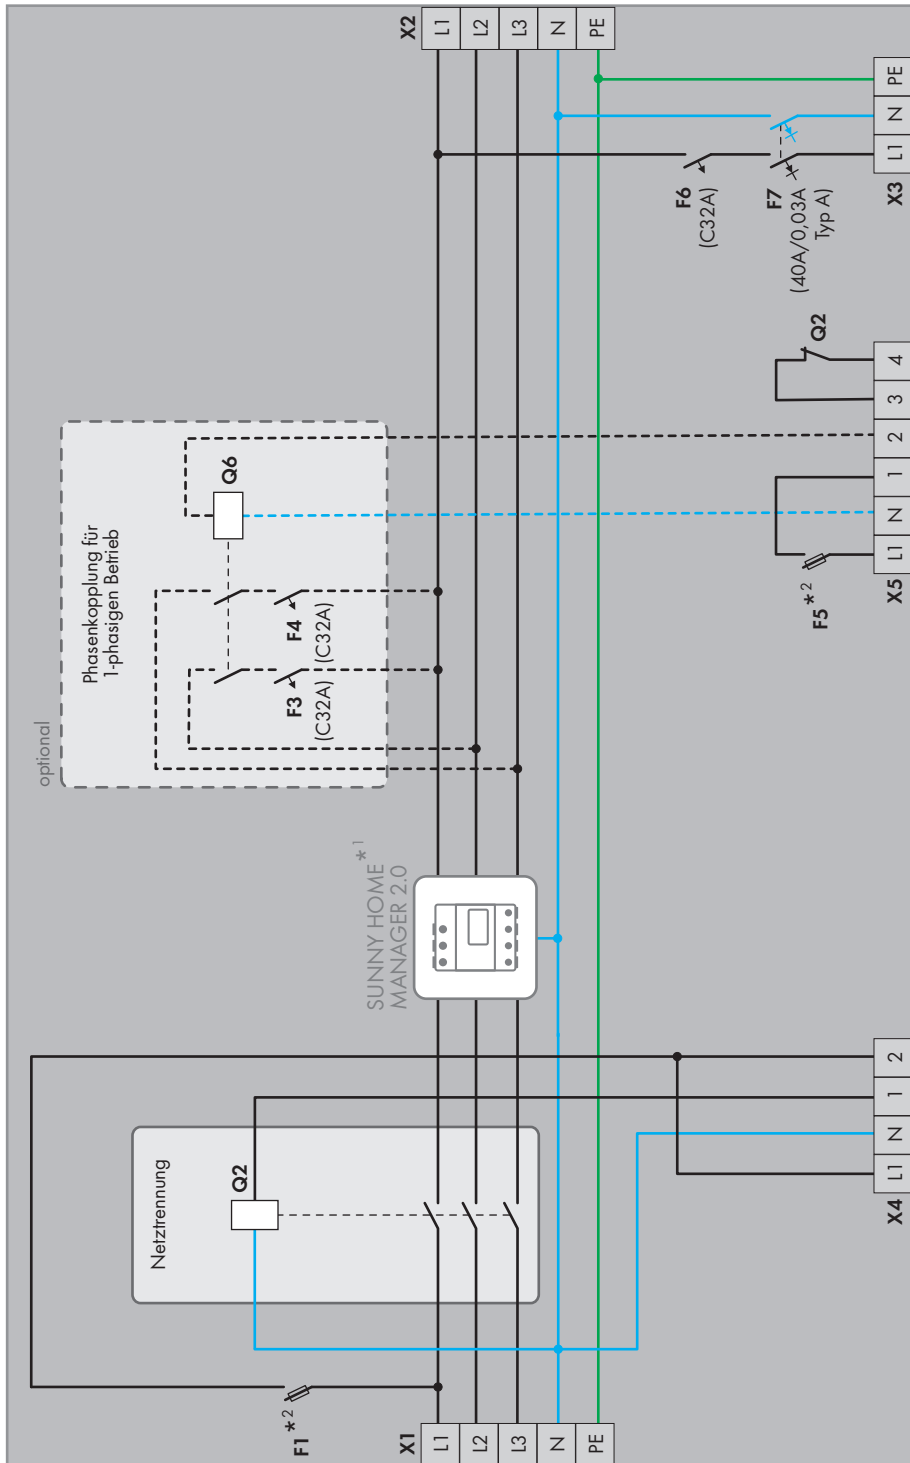 X2
L1
L2
L3
N
PE
PE
N
L1
X3
F6
(C32A)
F7
(40A/0,03A
Typ A)
optional
Phasenkopplung für
1-phasigen Betrieb
Q6
F4
(C32A)
F3
(C32A)
Q2
4
3
2
1
N
L1
X5
F5 *2
SUNNY HOME *1
MANAGER 2.0
Netztrennung
Q2
2
1
N
L1
X4
F1 *2
X1
L1
L2
L3
N
PE